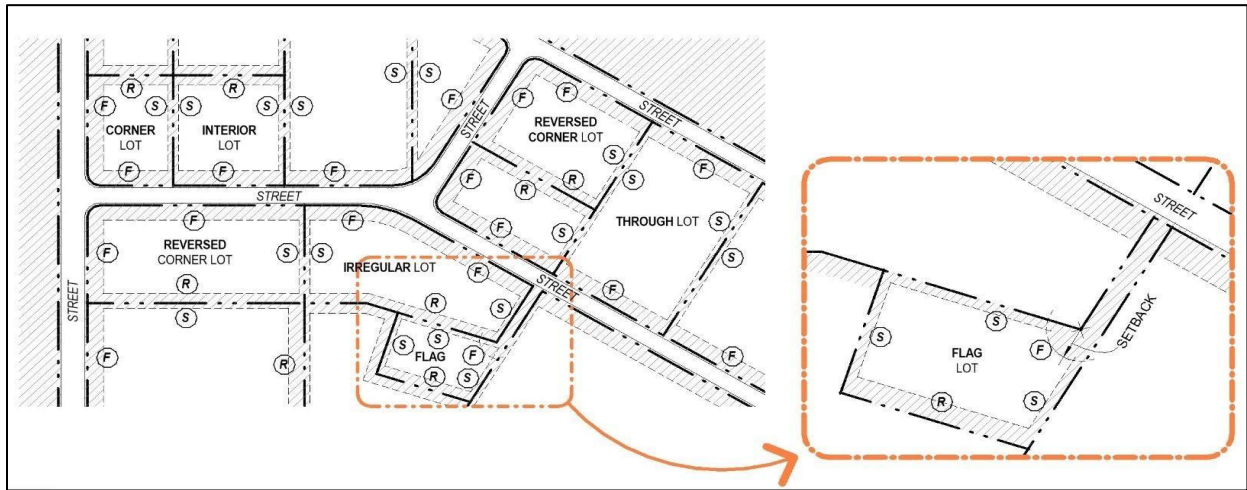 S S
R R
F F F
F S S S S
STREET
STREET
REVERSED
CORNER LOT
CORNER
LOT
INTERIOR
LOT
S
F F F F
F R R S
STREET
F F
THROUGH LOT
S
S
F
REVERSED
CORNER LOT
S S
S
IRREGULAR LOT
F
STREET
R
F
STREET
R
S
S
S
S
FLAG
F
F
R
R
S
F
STREET
SETBACK
S
S
F
FLAG
LOT
R
S